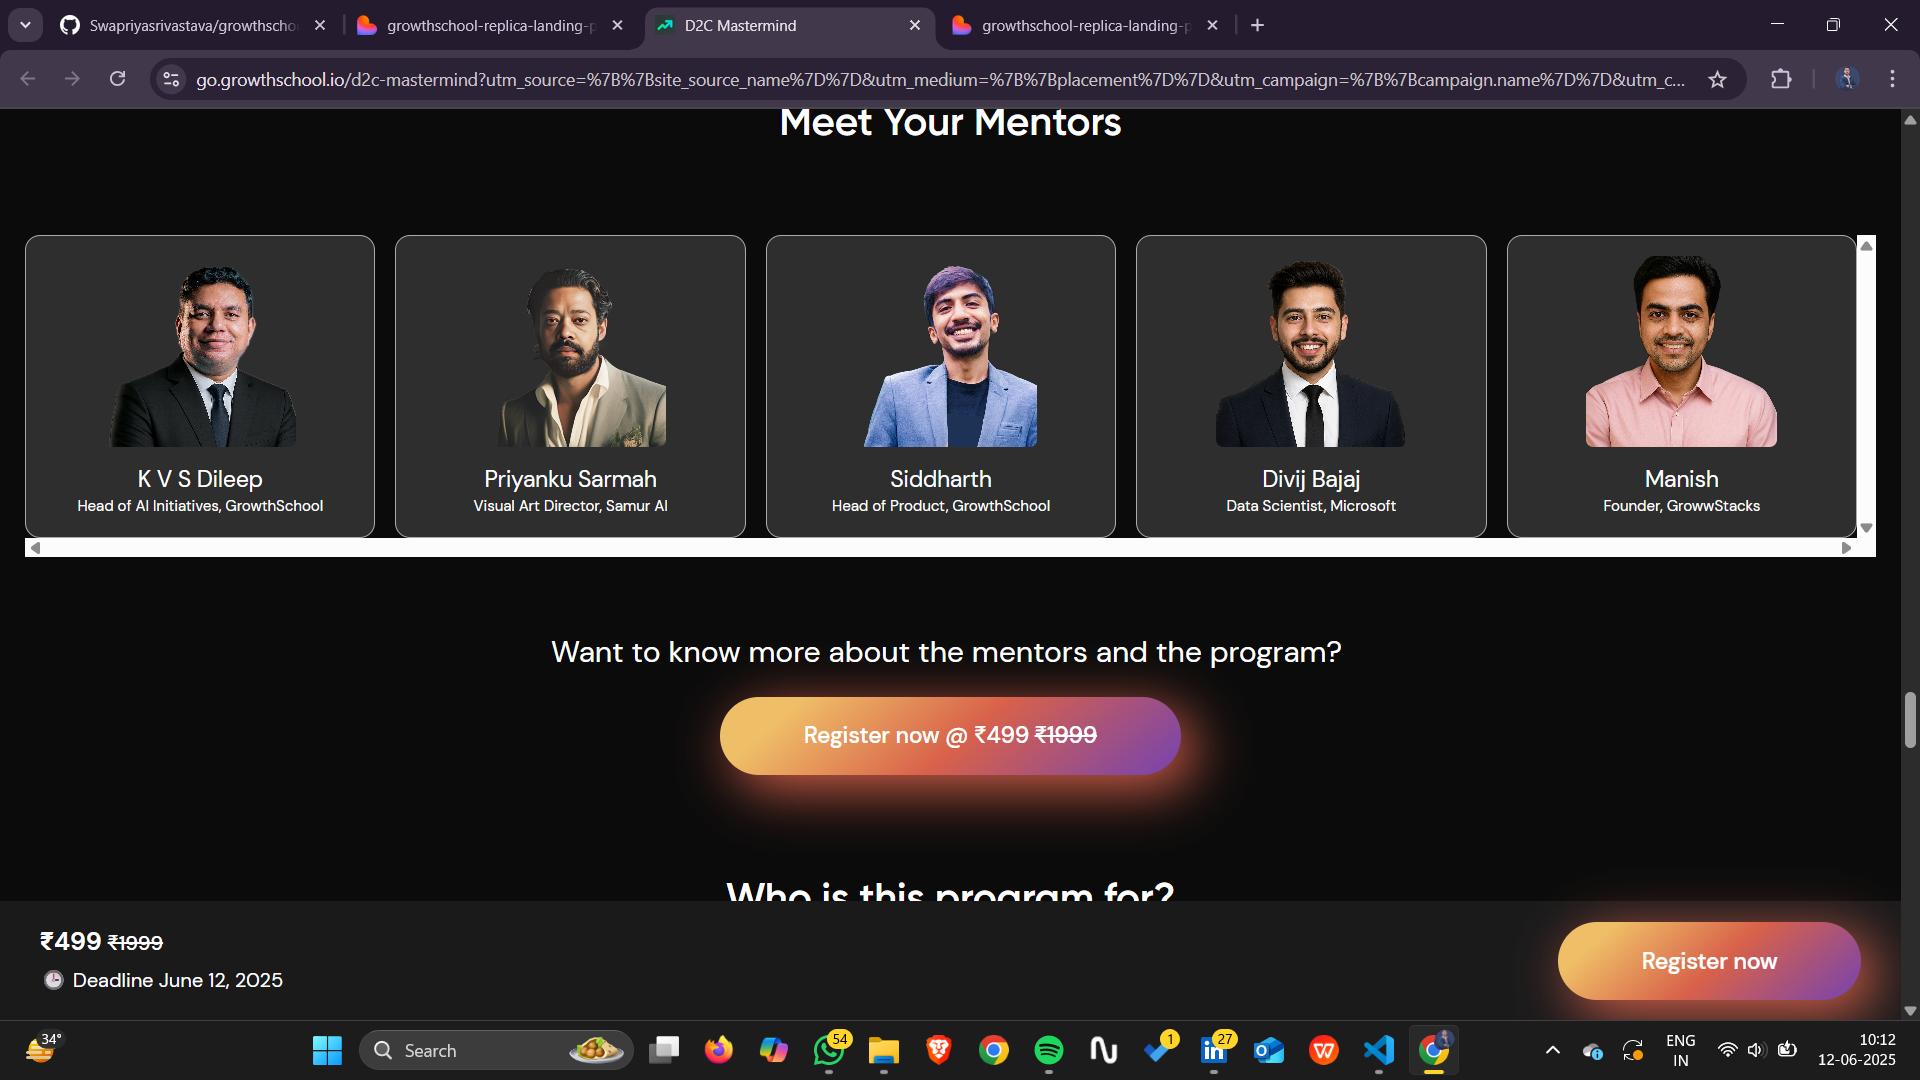 Swapriyasrivastava/growthscho
growthschool-replica-landing-p
D2C Mastermind
growthschool-replica-landing-p
go.growthschool.io/d2c-mastermind?utm_source=%7B%7Bsite_source_name%7D%7D&utm_medium=%7B%7Bplacement%7D%7D&utm_campaign=%7B%7Bcampaign.name%7D%7D&utm_c...
Meet Your Mentors
K V S Dileep
Head of AI Initiatives, GrowthSchool
Priyanku Sarmah
Visual Art Director, Samur AI
Siddharth
Head of Product, GrowthSchool
Divij Bajaj
Data Scientist, Microsoft
Manish
Founder, GrowwStacks
Want to know more about the mentors and the program?
Register now @ ₹499 ₹1999
Who is this program for?
₹499 ₹1999
Deadline June 12, 2025
Register now
34°
Search
54
1
27
ENG
IN
10:12
12-06-2025